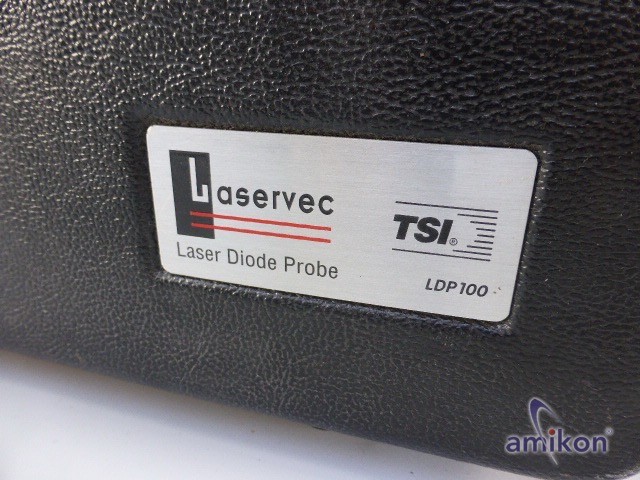 Laservec
Laser Diode Probe
TSI®
LDP100
amikon®